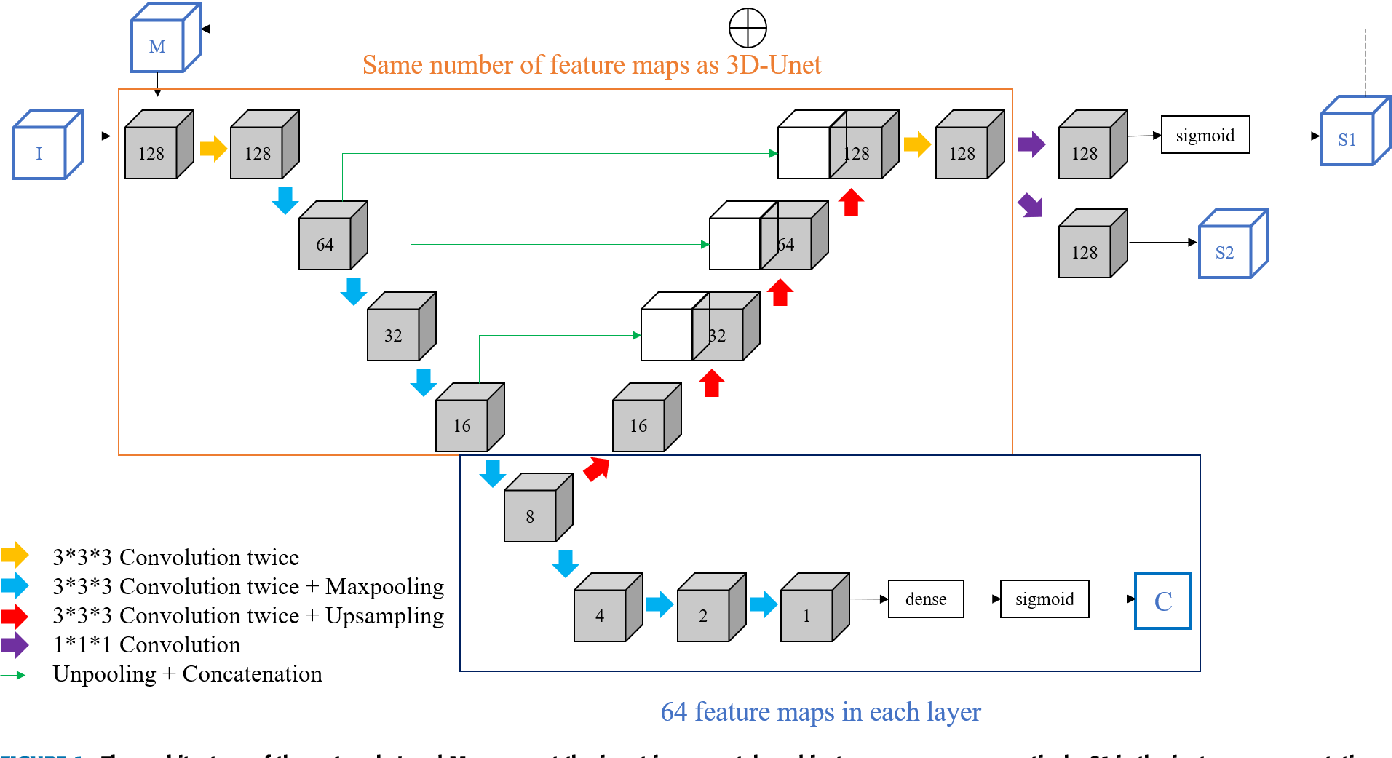 M
Same number of feature maps as 3D-Unet
I
128
128
128
128
128
sigmoid
S1
64
64
128
S2
32
32
16
16
8
3*3*3 Convolution twice
3*3*3 Convolution twice + Maxpooling
3*3*3 Convolution twice + Upsampling
1*1*1 Convolution
Unpooling + Concatenation
4
2
1
dense
sigmoid
C
64 feature maps in each layer